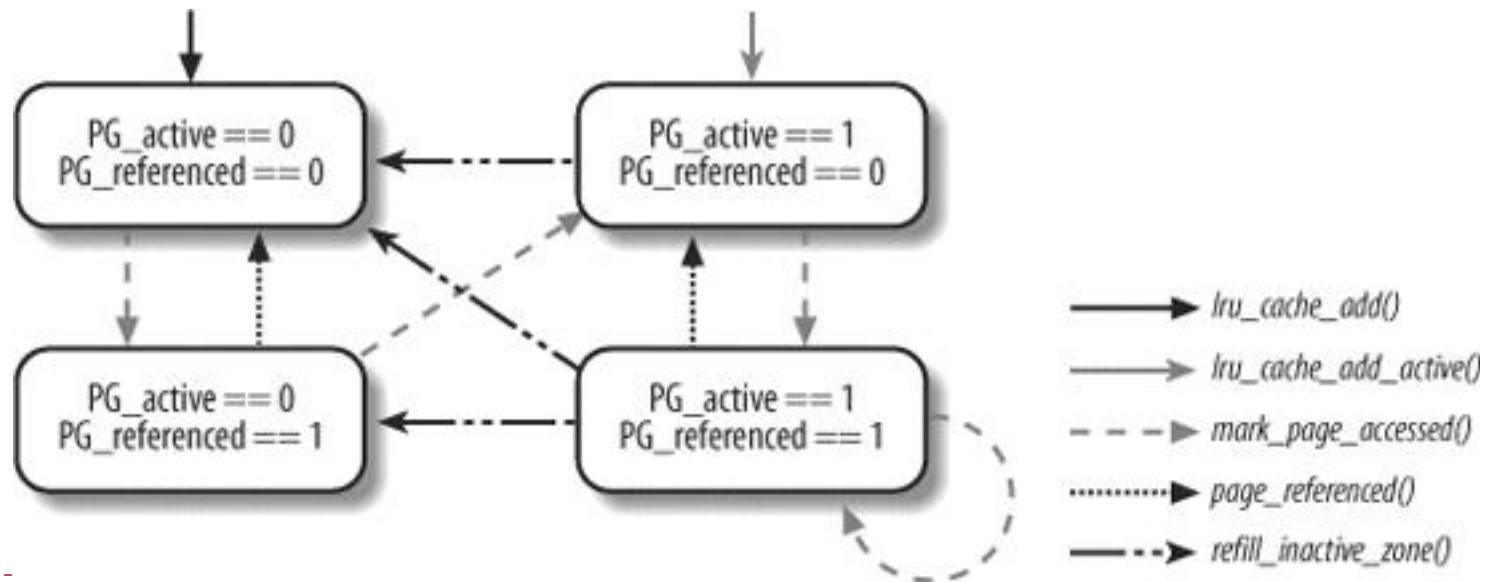 PG_active == 0
PG_referenced == 0
PG_active == 1
PG_referenced == 0
PG_active == 0
PG_referenced == 1
PG_active == 1
PG_referenced == 1
lru_cache_add()
lru_cache_add_active()
mark_page_accessed()
page_referenced()
refill_inactive_zone()